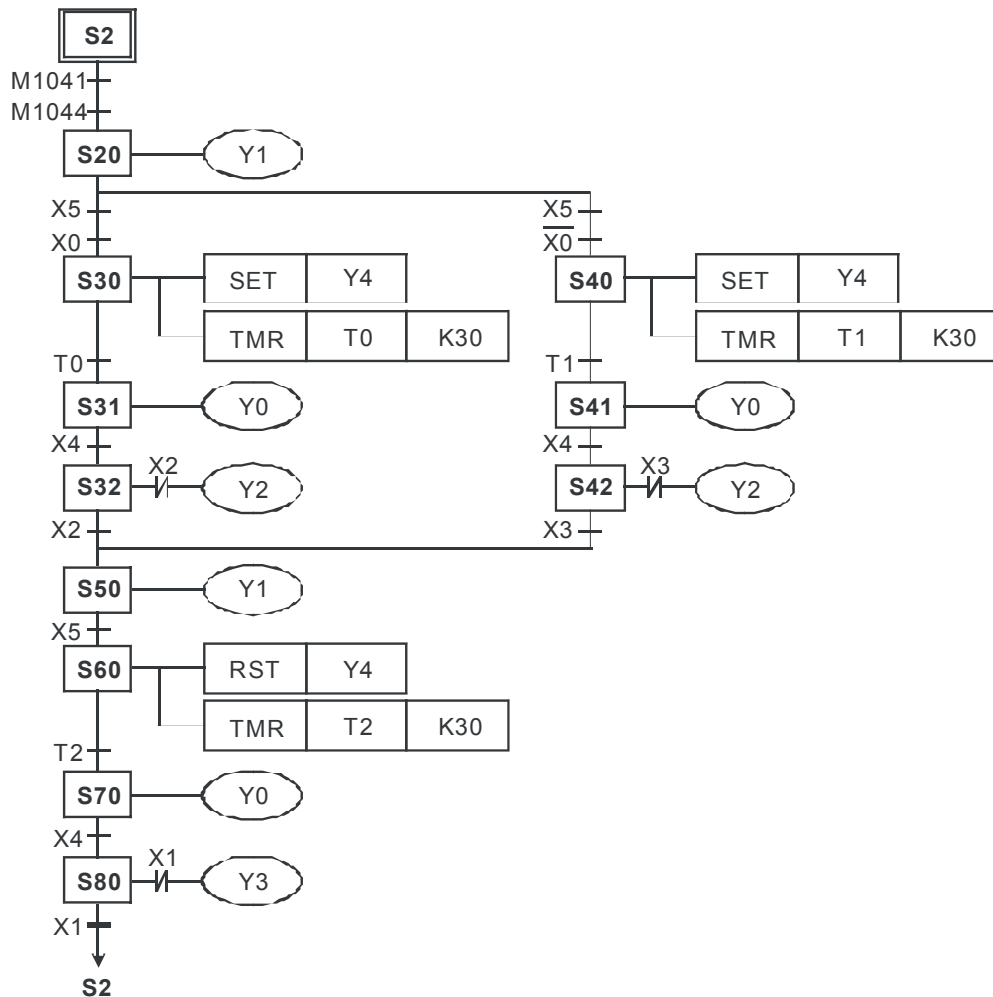 S2
M1041
M1044
S20 Y1
X5 X5
X0 X0
S30 SET Y4 S40 SET Y4
TMR T0 K30 TMR T1 K30
T0 T1
S31 Y0 S41 Y0
X4 X4
S32 X2 Y2 S42 X3 Y2
X2 X3
S50 Y1
X5
S60 RST Y4
TMR T2 K30
T2
S70 Y0
X4
S80 X1 Y3
X1
S2